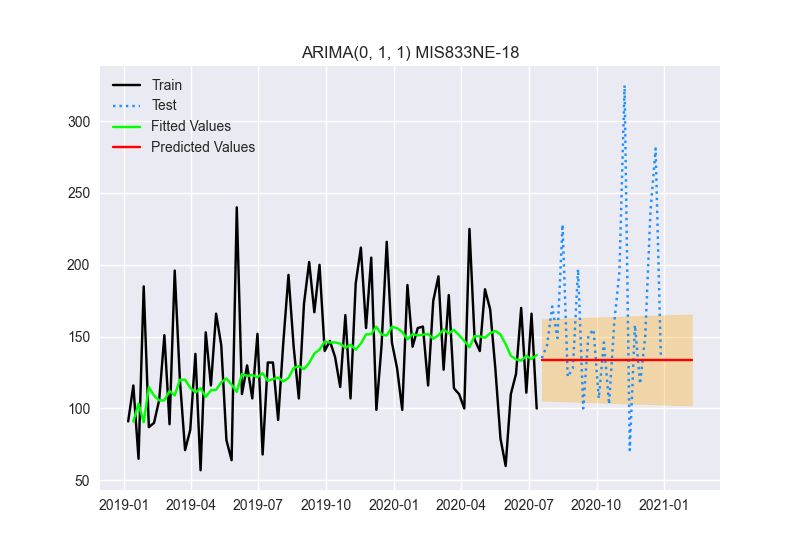 ARIMA(0, 1, 1) MIS833NE-18
Train
Test
Fitted Values
Predicted Values
300
250
200
150
100
50
2019-01 2019-04 2019-07 2019-10 2020-01 2020-04 2020-07 2020-10 2021-01